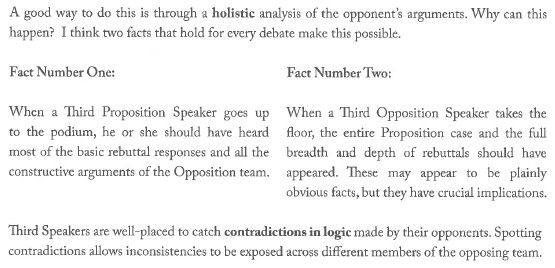 A good way to do this is through a holistic analysis of the opponent's arguments. Why can this
happen? I think two facts that hold for every debate make this possible.
Fact Number One:
When a Third Proposition Speaker goes up
to the podium, he or she should have heard
most of the basic rebuttal responses and all the
constructive arguments of the Opposition team.
Fact Number Two:
When a Third Opposition Speaker takes the
floor, the entire Proposition case and the full
breadth and depth of rebuttals should have
appeared. These may appear to be plainly
obvious facts, but they have crucial implications.
Third Speakers are well-placed to catch contradictions in logic made by their opponents. Spotting
contradictions allows inconsistencies to be exposed across different members of the opposing team.